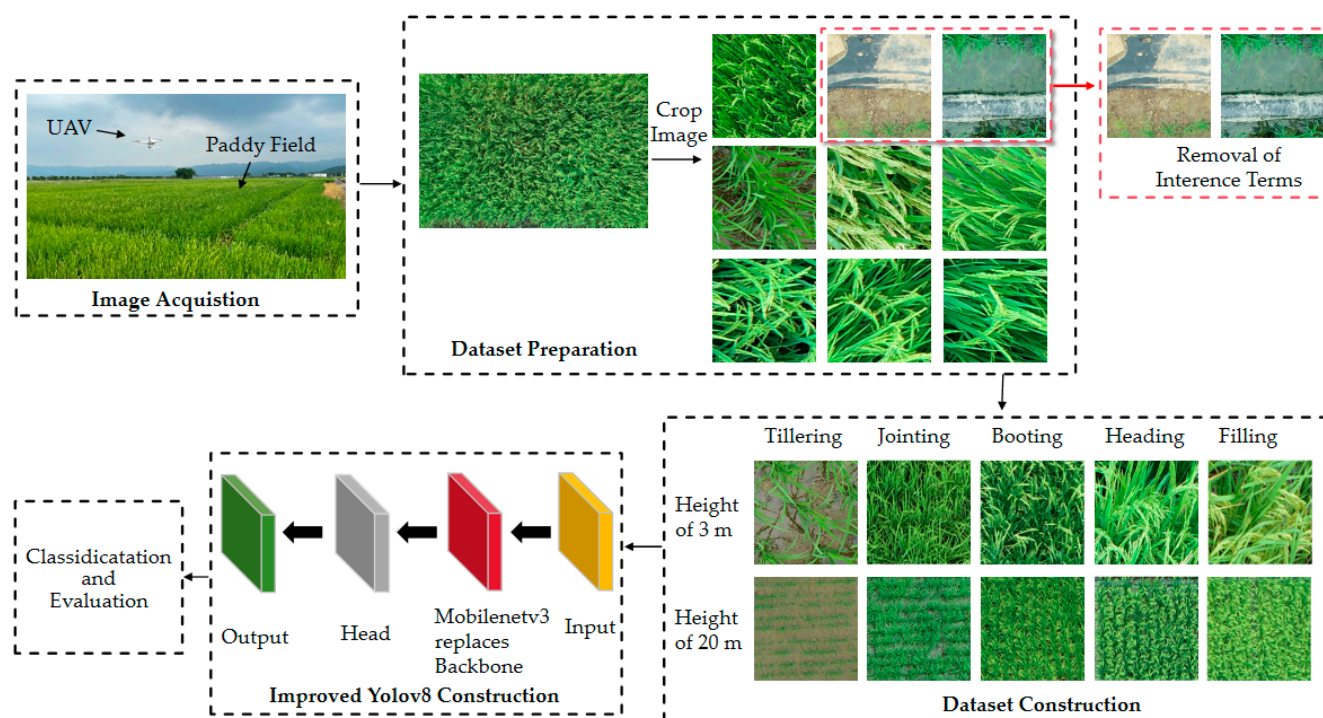 UAV
Paddy Field
Image Acquistion
Crop
Image
Dataset Preparation
Removal of
Interence Terms
Tillering
Jointing
Booting
Heading
Filling
Height
of 3 m
Height
of 20 m
Dataset Construction
Input
Mobilenetv3
replaces
Backbone
Head
Output
Improved Yolov8 Construction
Classidicatation
and
Evaluation